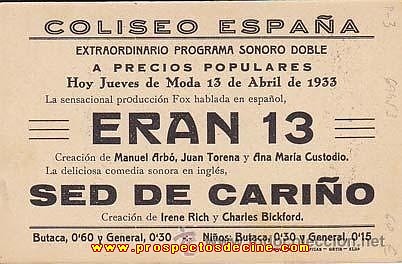 COLISEO ESPAÑA
EXTRAORDINARIO PROGRAMA SONORO DOBLE
A PRECIOS POPULARES
Hoy Jueves de Moda 13 de Abril de 1933
La sensacional producción Fox hablada en español,
ERAN 13
Creación de Manuel Arbó, Juan Torena y Ana María Custodio.
La deliciosa comedia sonora en inglés,
SED DE CARIÑO
Creación de Irene Rich y Charles Bickford.
Butaca, 0'60 y General, 0'30 Niños: Butaca, 0'30 y General, 0'15
www.prospectosdecine.com